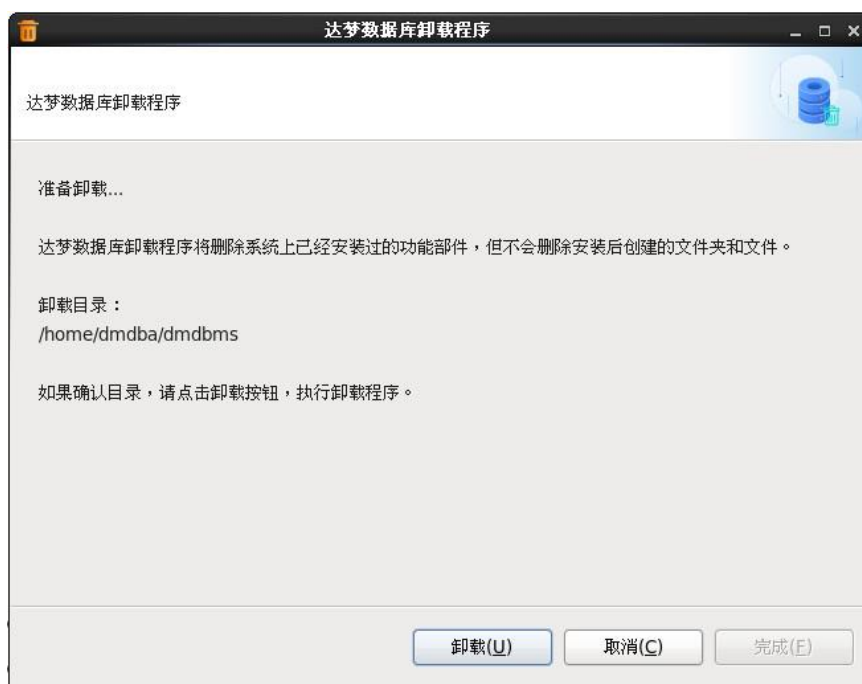 达梦数据库卸载程序
达梦数据库卸载程序
准备卸载...
达梦数据库卸载程序将删除系统上已经安装过的功能部件，但不会删除安装后创建的文件夹和文件。
卸载目录：
/home/dmdba/dmdbms
如果确认目录，请点击卸载按钮，执行卸载程序。
卸载(U) 取消(C) 完成(F)